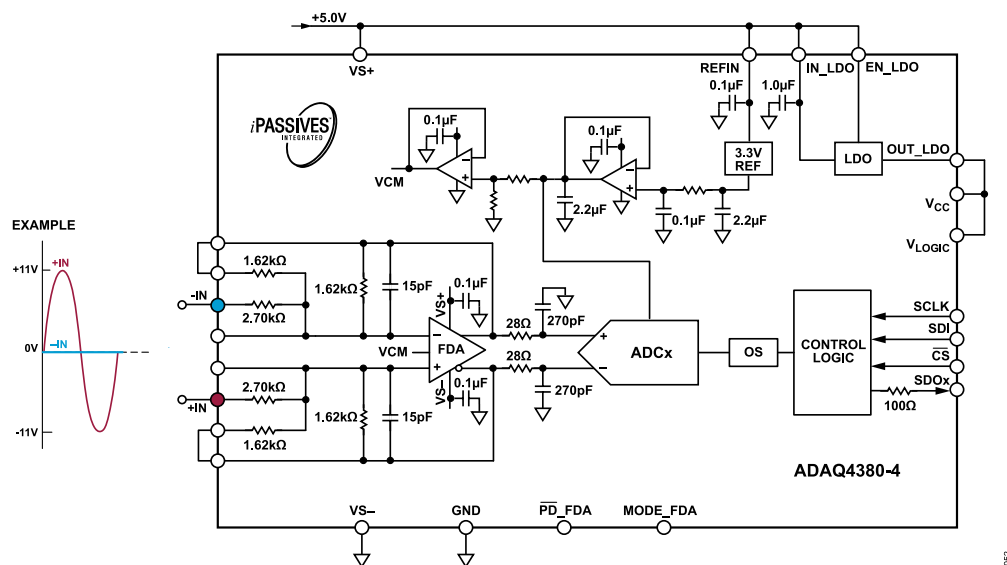 +5.0V
VS+
REFIN
IN_LDO
EN_LDO
iPASSIVES
INTEGRATED
0.1µF
0.1µF
0.1µF
1.0µF
3.3V
REF
LDO
OUT_LDO
VCM
2.2µF
0.1µF
2.2µF
VCC
VLOGIC
EXAMPLE
+11V
+IN
–IN
0V
-11V
-IN
+IN
1.62kΩ
2.70kΩ
1.62kΩ
15pF
VS+
0.1µF
FDA
VCM
28Ω
28Ω
270pF
270pF
ADCx
OS
CONTROL
LOGIC
SCLK
SDI
CS
SDOx
100Ω
2.70kΩ
1.62kΩ
1.62kΩ
15pF
VS–
0.1µF
ADAQ4380-4
VS–
GND
PD_FDA
MODE_FDA